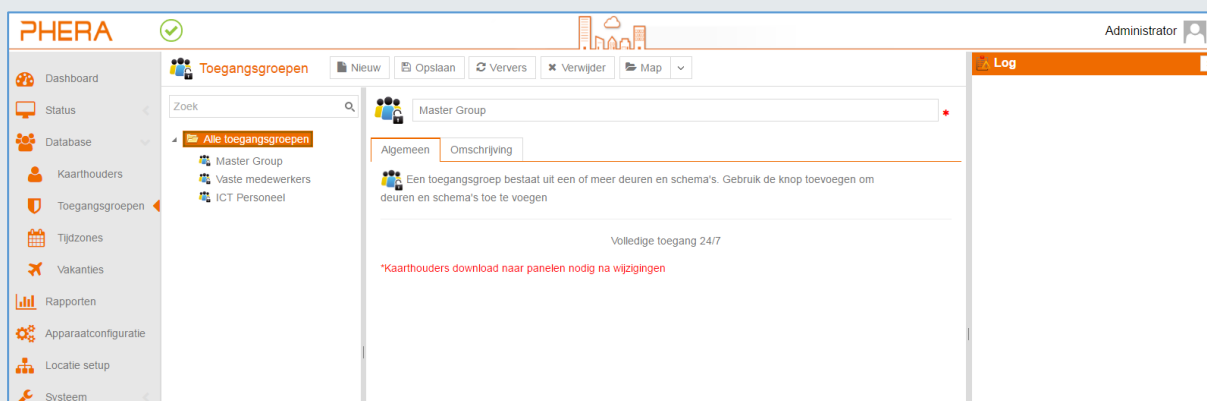 PHERA
Administrator
Dashboard
Status
Database
Kaarthouders
Toegangsgroepen
Tijdzones
Vakanties
Rapporten
Apparaatconfiguratie
Locatie setup
Systeem
Toegangsgroepen
Nieuw
Opslaan
Ververs
Verwijder
Map
Zoek
Alle toegangsgroepen
Master Group
Vaste medewerkers
ICT Personeel
Master Group
*
Algemeen
Omschrijving
Een toegangsgroep bestaat uit een of meer deuren en schema's. Gebruik de knop toevoegen om
deuren en schema's toe te voegen
Volledige toegang 24/7
*Kaarthouders download naar panelen nodig na wijzigingen
Log